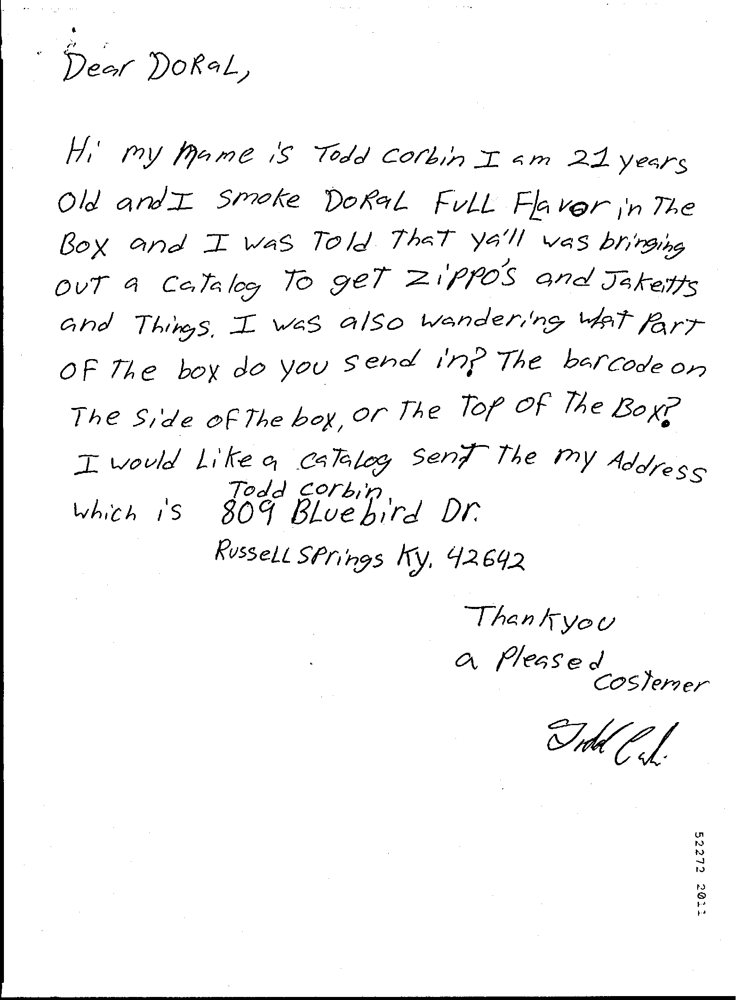 Dear DORaL,
Hi my Mame is Todd Corbin I am 21 years
Old and I Smoke DORaL FULL Flavor in The
Box and I was Told That ya'll was bringing
out a Catalog To get Zippo's and Jaketts
and Things. I was also wandering what Part
OF The box do you send in? The barcode on
The Side of The box, or The Top OF The Box?
I would Like a Catalog sent The my Address
Which is Todd Corbin,
809 BLuebird Dr.
RusseLL SPrings Ky. 42642
Thankyou
a Pleased
costemer
Todd Corbin
52272 2011